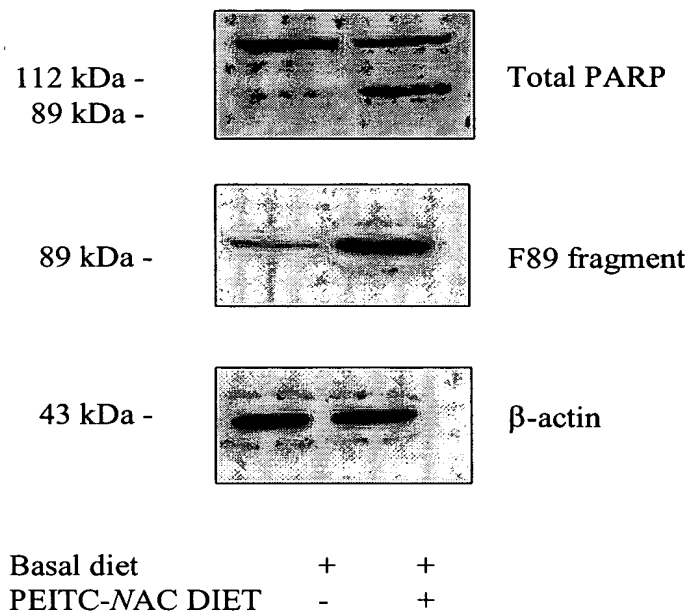 112 kDa - Total PARP
89 kDa -
89 kDa - F89 fragment
43 kDa - β-actin
Basal diet + +
PEITC-NAC DIET - +